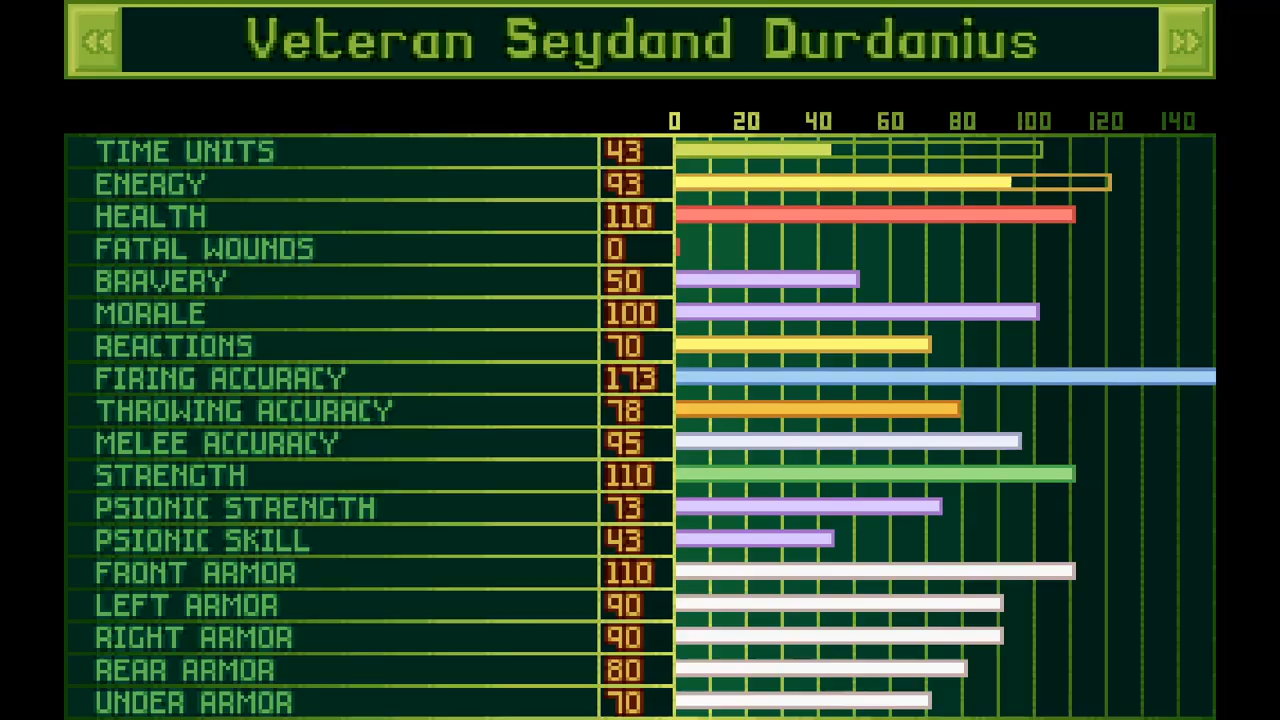 Veteran Seydand Durdanius
0 20 40 60 80 100 120 140
TIME UNITS 43
ENERGY 93
HEALTH 110
FATAL WOUNDS 0
BRAVERY 50
MORALE 100
REACTIONS 70
FIRING ACCURACY 173
THROWING ACCURACY 78
MELEE ACCURACY 95
STRENGTH 110
PSIONIC STRENGTH 73
PSIONIC SKILL 43
FRONT ARMOR 110
LEFT ARMOR 90
RIGHT ARMOR 90
REAR ARMOR 80
UNDER ARMOR 70